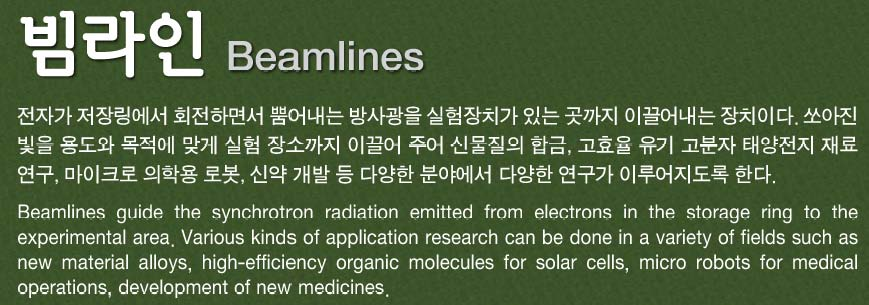 빔라인 Beamlines
전자가 저장링에서 회전하면서 뿜어내는 방사광을 실험장치가 있는 곳까지 이끌어내는 장치이다. 쏘아진
빛을 용도와 목적에 맞게 실험 장소까지 이끌어 주어 신물질의 합금, 고효율 유기 고분자 태양전지 재료
연구, 마이크로 의학용 로봇, 신약 개발 등 다양한 분야에서 다양한 연구가 이루어지도록 한다.
Beamlines guide the synchrotron radiation emitted from electrons in the storage ring to the
experimental area. Various kinds of application research can be done in a variety of fields such as
new material alloys, high-efficiency organic molecules for solar cells, micro robots for medical
operations, development of new medicines.